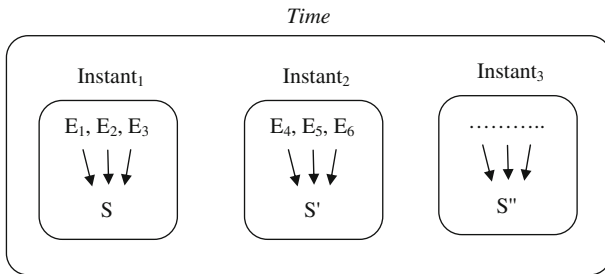 Time
Instant₁ Instant₂ Instant₃
E₁, E₂, E₃ E₄, E₅, E₆ ...........
S S' S"